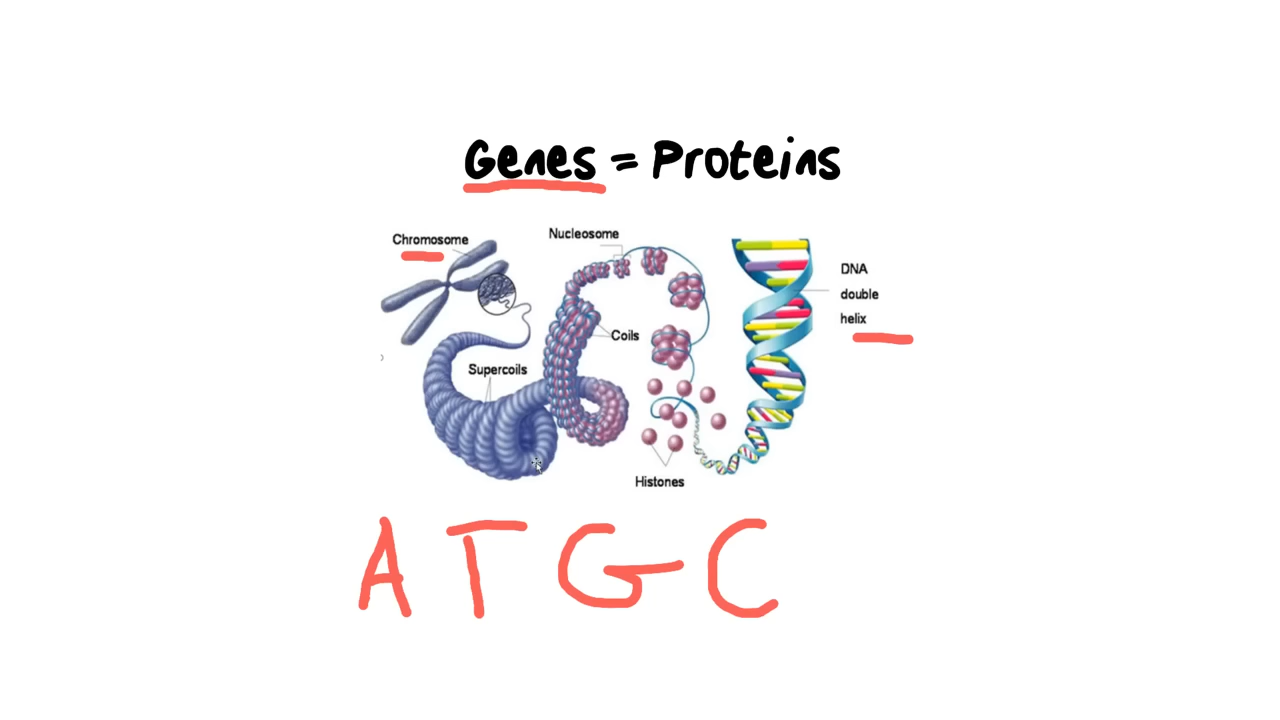 Genes = Proteins
Chromosome
Nucleosome
DNA
double
helix
Coils
Supercoils
Histones
A T G C